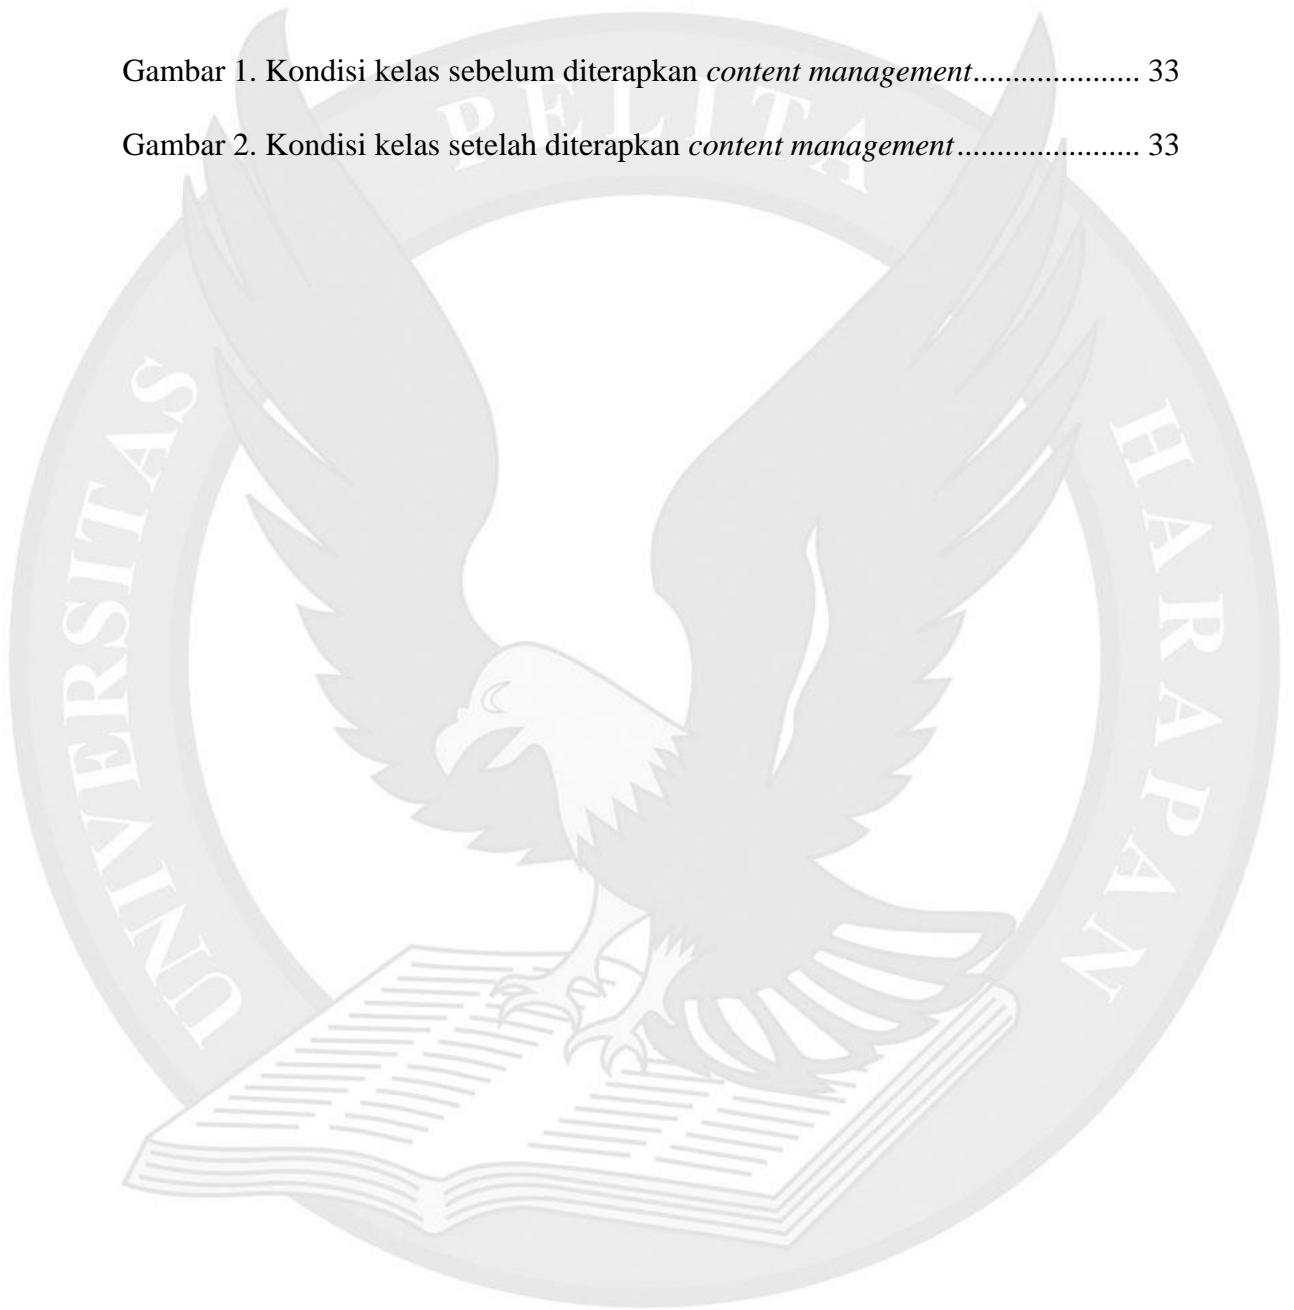 Gambar 1. Kondisi kelas sebelum diterapkan content management..................... 33
Gambar 2. Kondisi kelas setelah diterapkan content management....................... 33
UNIVERSITAS PELITA HARAPAN